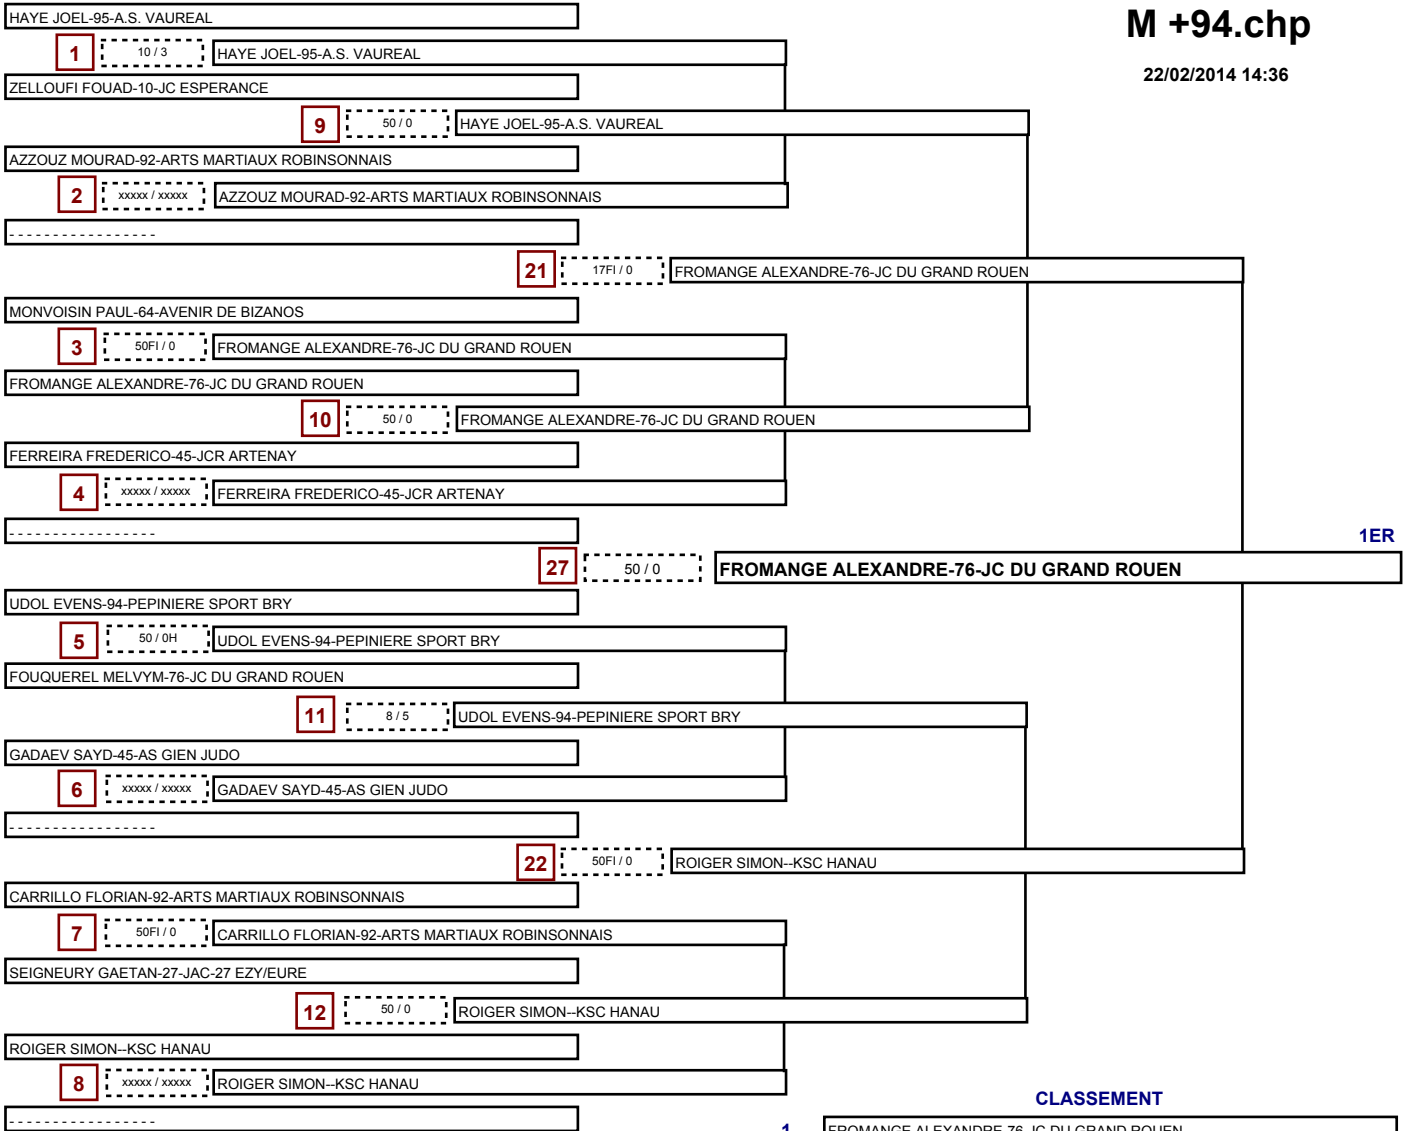 HAYE JOEL-95-A.S. VAUREAL
M +94.chp
1 10 / 3 HAYE JOEL-95-A.S. VAUREAL
22/02/2014 14:36
ZELLOUFI FOUAD-10-JC ESPERANCE
9 50 / 0 HAYE JOEL-95-A.S. VAUREAL
AZZOUZ MOURAD-92-ARTS MARTIAUX ROBINSONNAIS
2 xxxxx / xxxxx AZZOUZ MOURAD-92-ARTS MARTIAUX ROBINSONNAIS
- - - - - - - - - - - - - - - - -
21 17FI / 0 FROMANGE ALEXANDRE-76-JC DU GRAND ROUEN
MONVOISIN PAUL-64-AVENIR DE BIZANOS
3 50FI / 0 FROMANGE ALEXANDRE-76-JC DU GRAND ROUEN
FROMANGE ALEXANDRE-76-JC DU GRAND ROUEN
10 50 / 0 FROMANGE ALEXANDRE-76-JC DU GRAND ROUEN
FERREIRA FREDERICO-45-JCR ARTENAY
4 xxxxx / xxxxx FERREIRA FREDERICO-45-JCR ARTENAY
- - - - - - - - - - - - - - - - -
1ER
27 50 / 0 FROMANGE ALEXANDRE-76-JC DU GRAND ROUEN
UDOL EVENS-94-PEPINIERE SPORT BRY
5 50 / 0H UDOL EVENS-94-PEPINIERE SPORT BRY
FOUQUEREL MELVYM-76-JC DU GRAND ROUEN
11 8 / 5 UDOL EVENS-94-PEPINIERE SPORT BRY
GADAEV SAYD-45-AS GIEN JUDO
6 xxxxx / xxxxx GADAEV SAYD-45-AS GIEN JUDO
- - - - - - - - - - - - - - - - -
22 50FI / 0 ROIGER SIMON--KSC HANAU
CARRILLO FLORIAN-92-ARTS MARTIAUX ROBINSONNAIS
7 50FI / 0 CARRILLO FLORIAN-92-ARTS MARTIAUX ROBINSONNAIS
SEIGNEURY GAETAN-27-JAC-27 EZY/EURE
12 50 / 0 ROIGER SIMON--KSC HANAU
ROIGER SIMON--KSC HANAU
8 xxxxx / xxxxx ROIGER SIMON--KSC HANAU
CLASSEMENT
- - - - - - - - - - - - - - - - -
1 FROMANGE ALEXANDRE-76-JC DU GRAND ROUEN